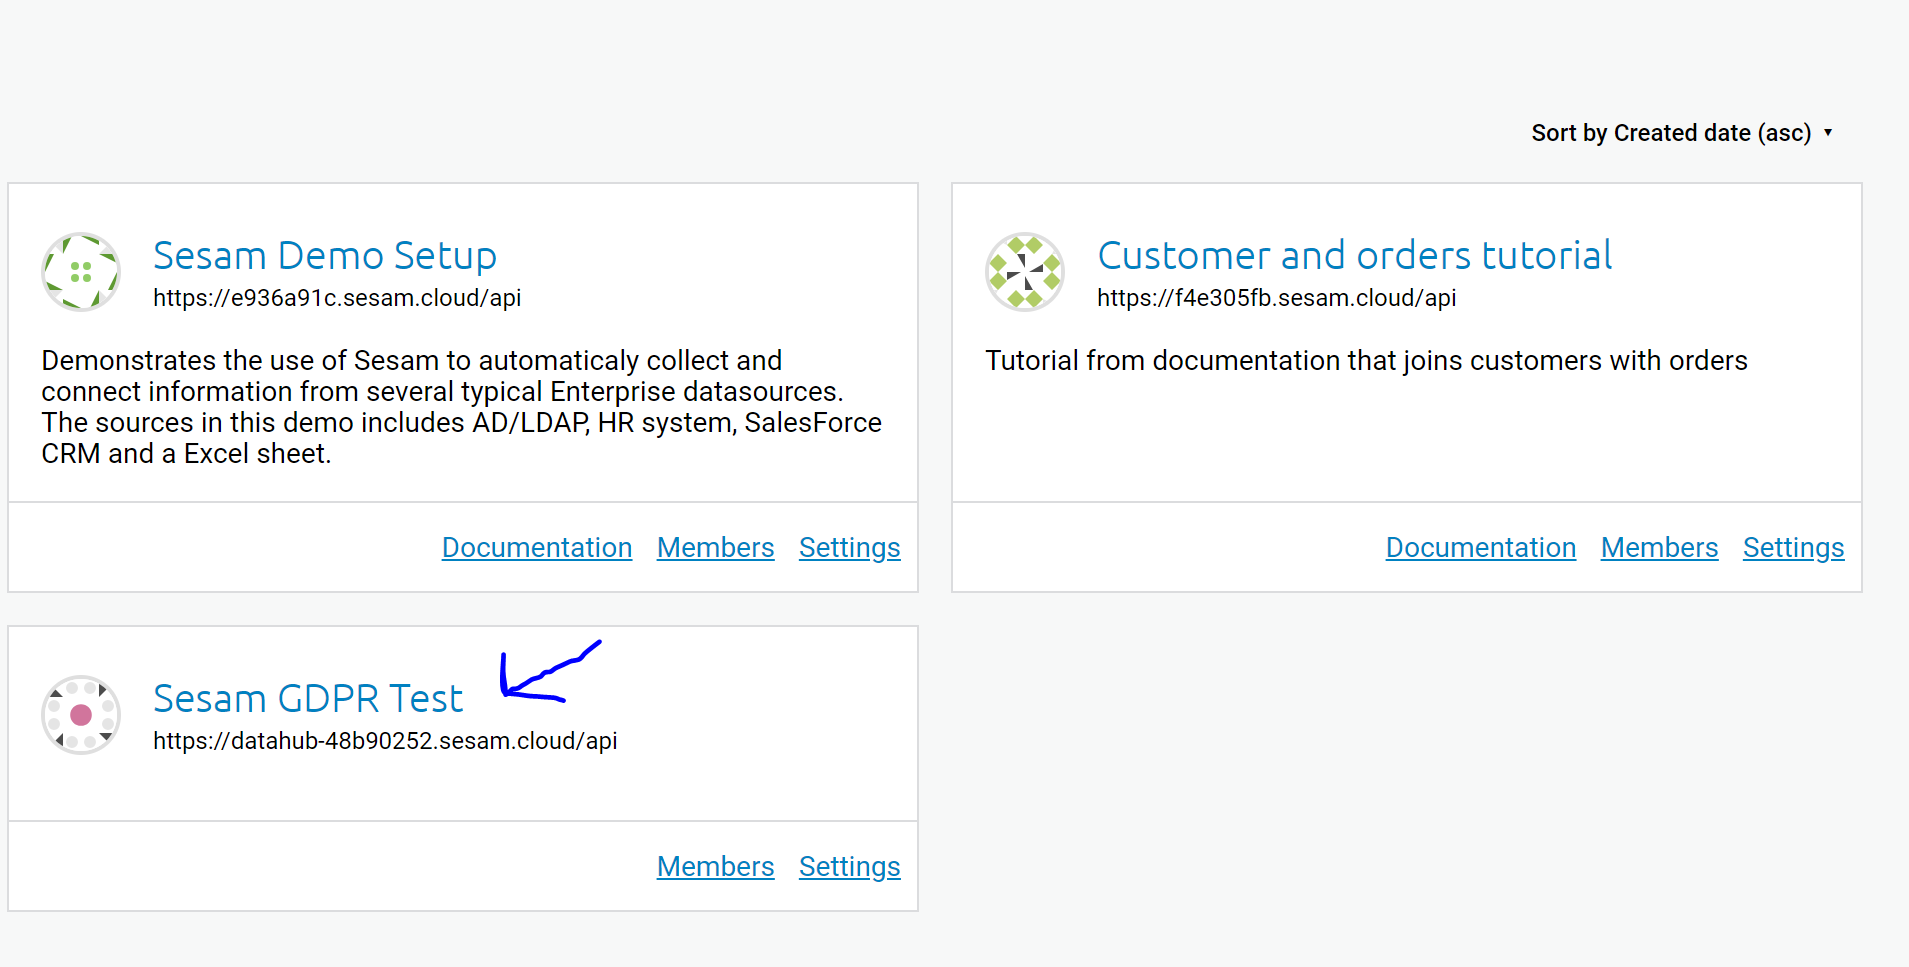 Sort by Created date (asc)
Sesam Demo Setup
https://e936a91c.sesam.cloud/api
Demonstrates the use of Sesam to automaticaly collect and
connect information from several typical Enterprise datasources.
The sources in this demo includes AD/LDAP, HR system, SalesForce
CRM and a Excel sheet.
Documentation Members Settings
Customer and orders tutorial
https://f4e305fb.sesam.cloud/api
Tutorial from documentation that joins customers with orders
Documentation Members Settings
Sesam GDPR Test
https://datahub-48b90252.sesam.cloud/api
Members Settings